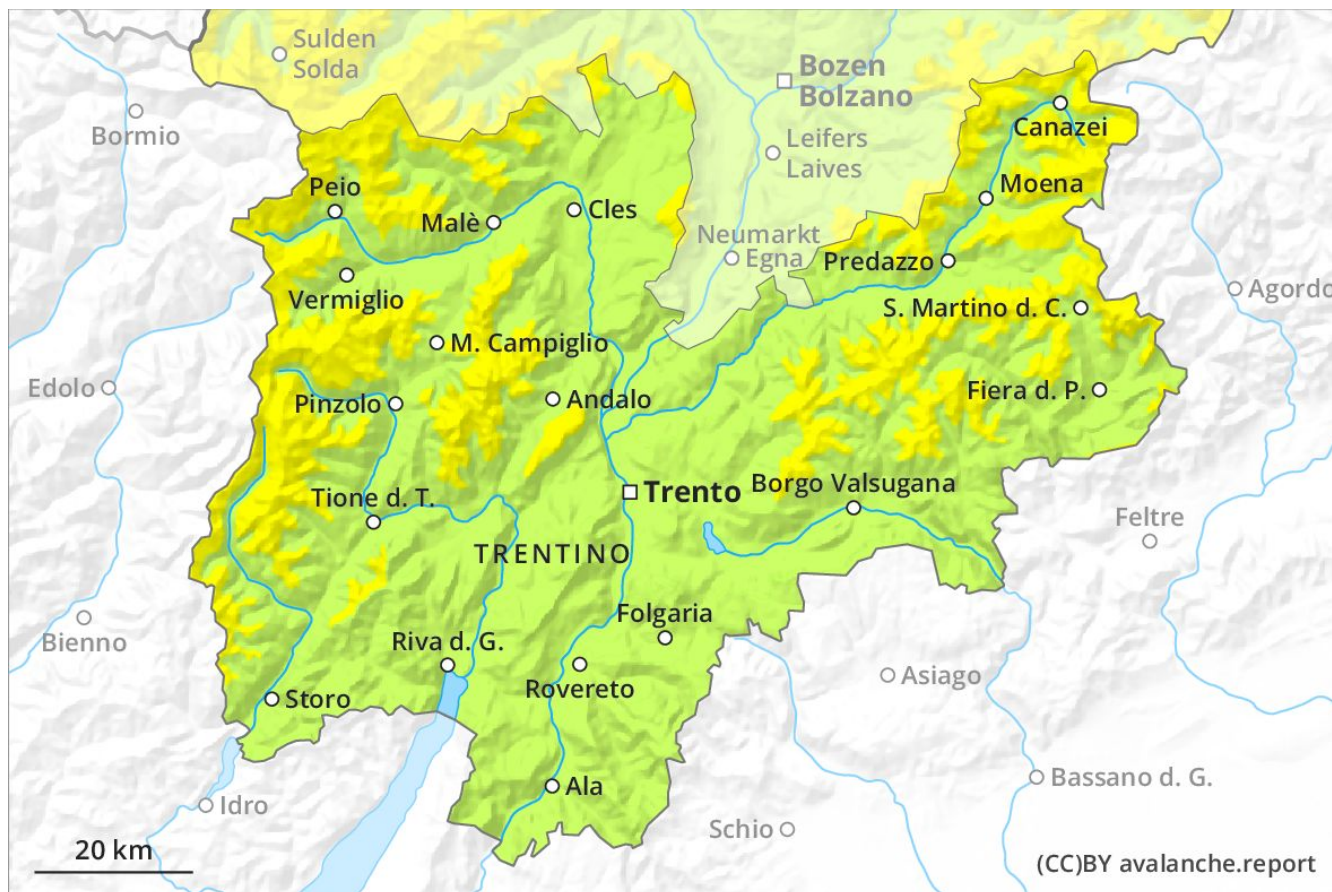 Sulden
Solda
Bozen
Bolzano
Bormio
Canazei
Leifers
Laives
Peio
Moena
Malè
Cles
Neumarkt
Egna
Predazzo
Vermiglio
Agordo
S. Martino d. C.
M. Campiglio
Edolo
Pinzolo
Andalo
Fiera d. P.
Trento
Borgo Valsugana
Tione d. T.
Feltre
TRENTINO
Folgaria
Bienno
Riva d. G.
Asiago
Rovereto
Storo
Bassano d. G.
Ala
Idro
Schio
20 km
(CC)BY avalanche.report